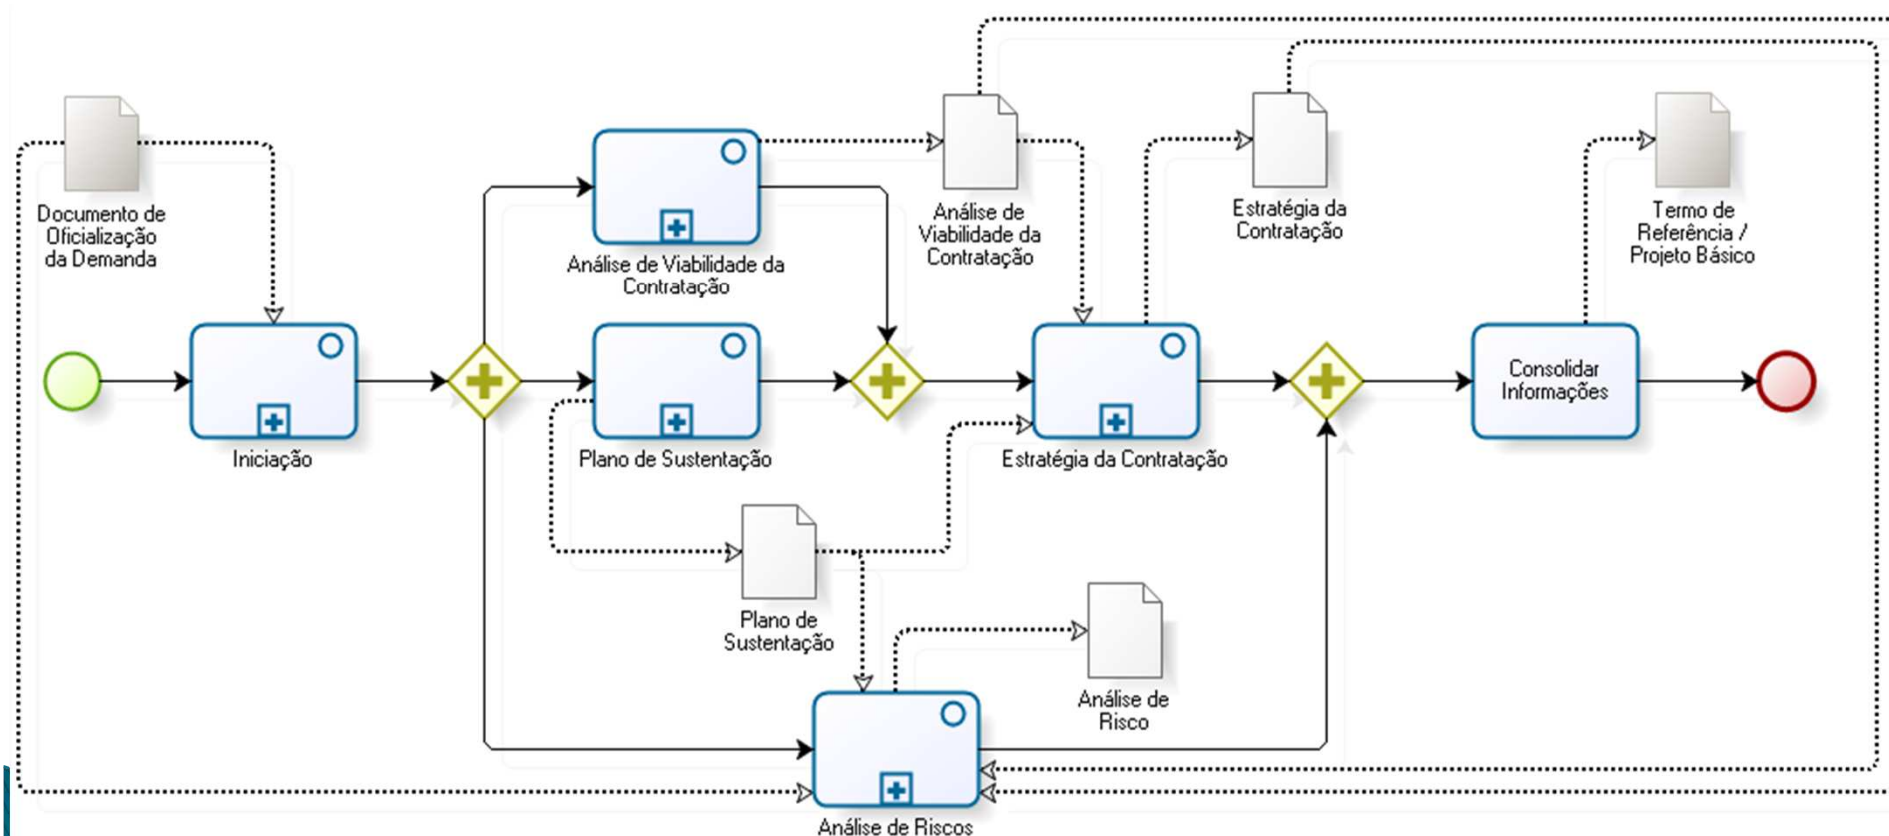 Documento de
Oficialização
da Demanda
Iniciação
Análise de Viabilidade da
Contratação
Plano de Sustentação
Plano de
Sustentação
Análise de
Viabilidade da
Contratação
Estratégia da Contratação
Estratégia da
Contratação
Análise de
Risco
Análise de Riscos
Consolidar
Informações
Termo de
Referência /
Projeto Básico